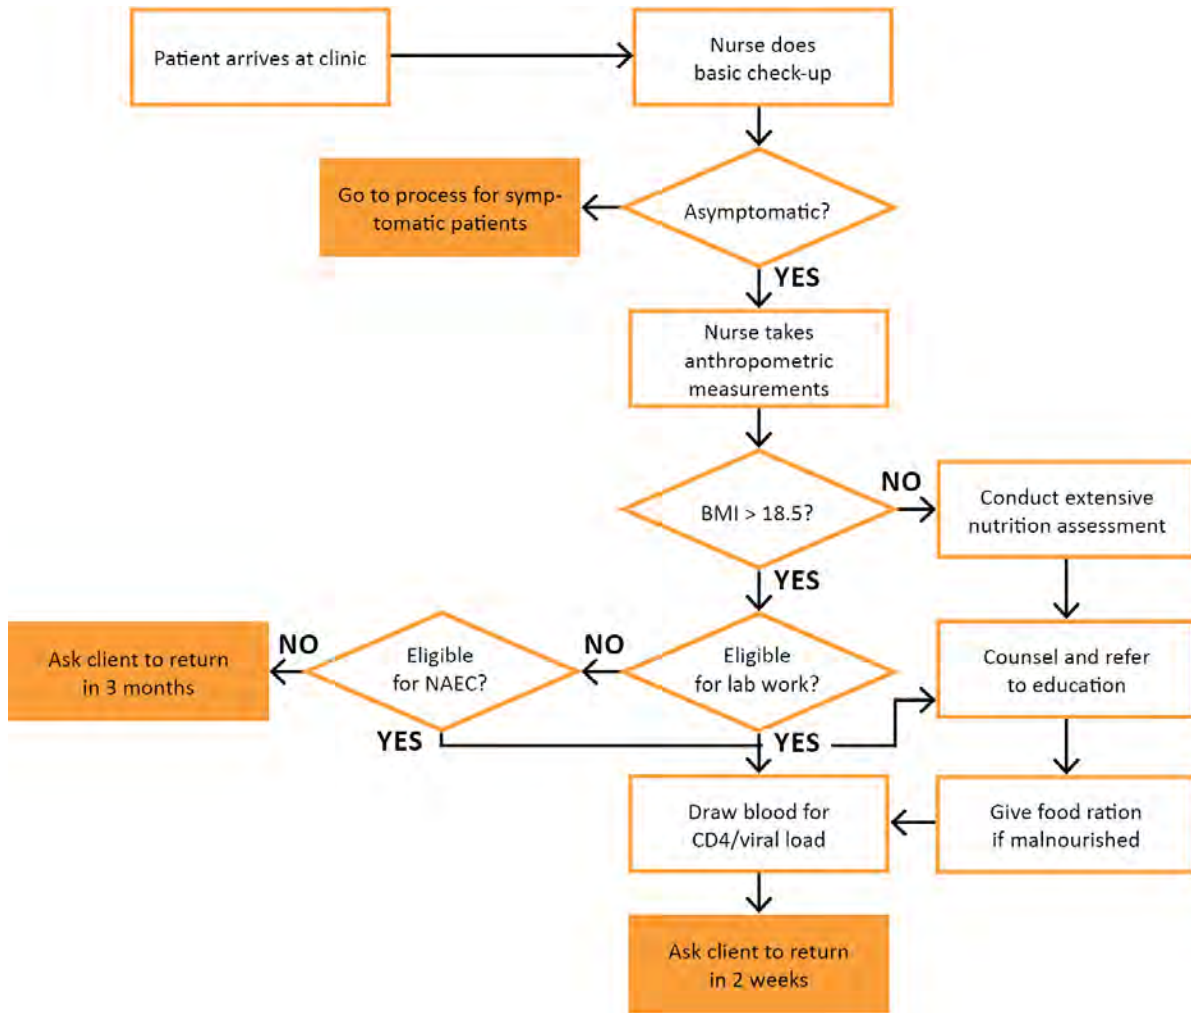 Patient arrives at clinic
Nurse does
basic check-up
Go to process for symp-
tomatic patients
Asymptomatic?
YES
Nurse takes
anthropometric
measurements
BMI > 18.5?
NO
Conduct extensive
nutrition assessment
YES
Ask client to return
in 3 months
NO
Eligible
for NAEC?
NO
Eligible
for lab work?
Counsel and refer
to education
YES
YES
Draw blood for
CD4/viral load
Give food ration
if malnourished
Ask client to return
in 2 weeks